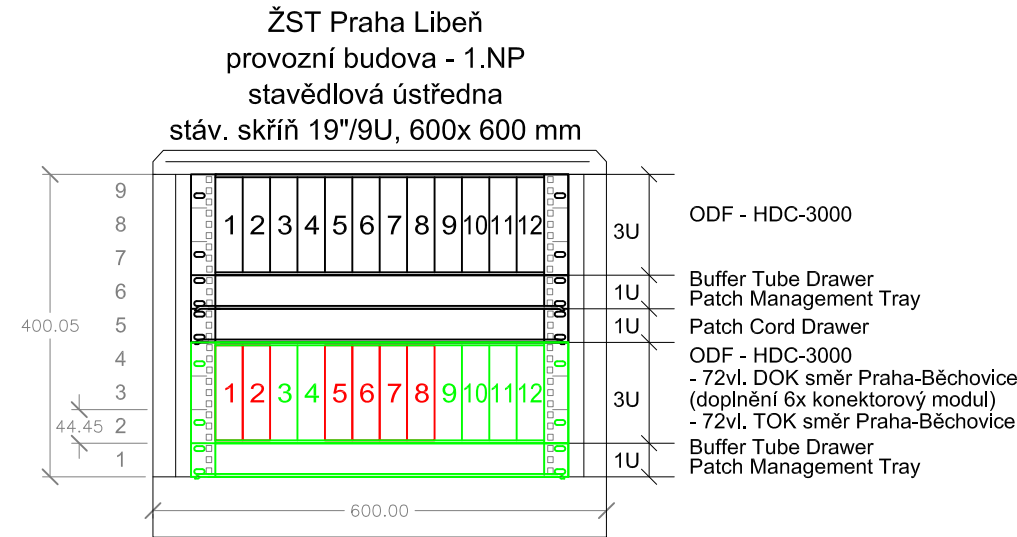 ŽST Praha Libeň
provozní budova - 1.NP
stavědlová ústředna
stáv. skříň 19"/9U, 600x 600 mm
9
8
7
6
5
4
3
2
1
400.05
44.45
600.00
1 2 3 4 5 6 7 8 9 10 11 12
1 2 3 4 5 6 7 8 9 10 11 12
3U
1U
1U
3U
1U
ODF - HDC-3000
Buffer Tube Drawer
Patch Management Tray
Patch Cord Drawer
ODF - HDC-3000
- 72vl. DOK směr Praha-Běchovice
(doplnění 6x konektorový modul)
- 72vl. TOK směr Praha-Běchovice
Buffer Tube Drawer
Patch Management Tray